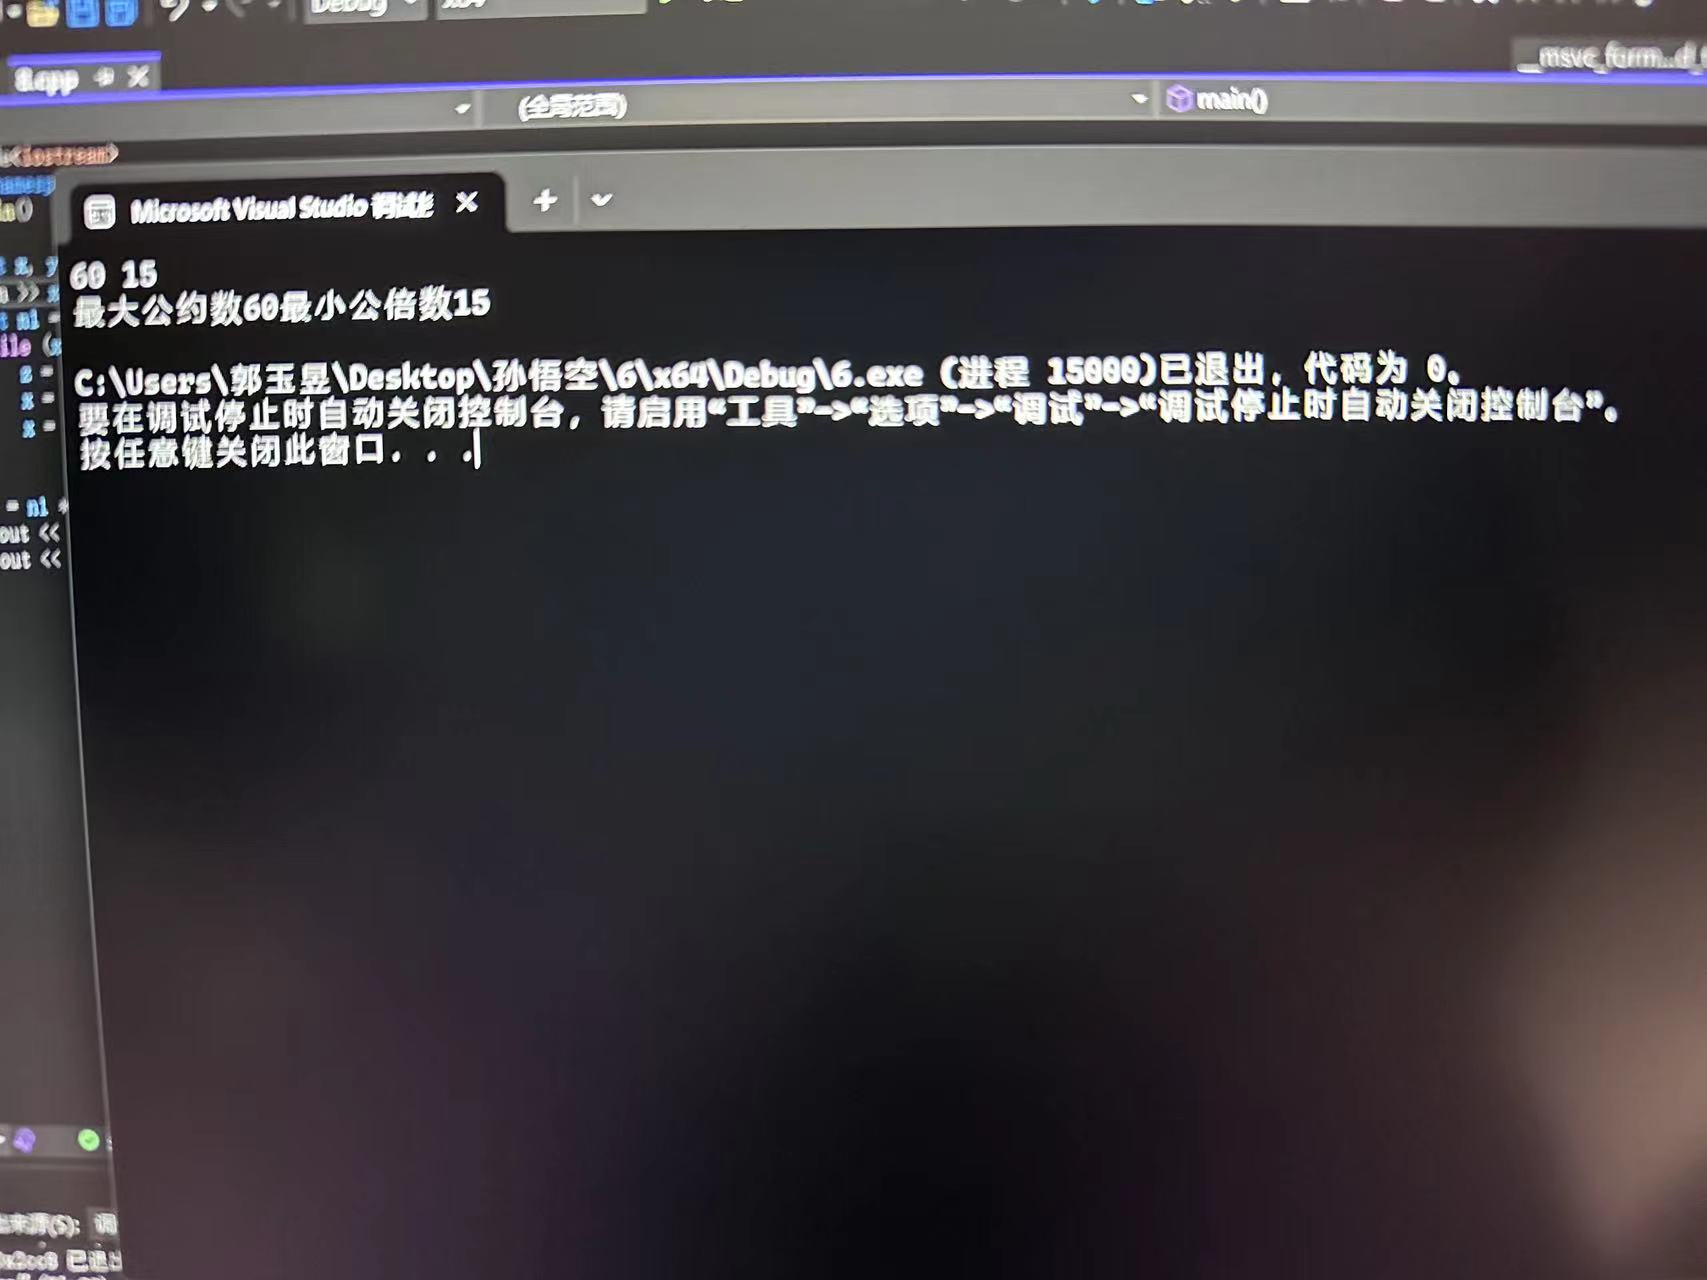 Debug
8.cpp
__msvc_form...d_t
(全局范围)
main()
<iostream>
Microsoft Visual Studio 调试
60 15
最大公约数60最小公倍数15
C:\Users\郭玉昱\Desktop\孙悟空\6\x64\Debug\6.exe (进程 15000)已退出，代码为 0。
要在调试停止时自动关闭控制台，请启用“工具”->“选项”->“调试”->“调试停止时自动关闭控制台”。
按任意键关闭此窗口. . .
= n1
out <<
out <<